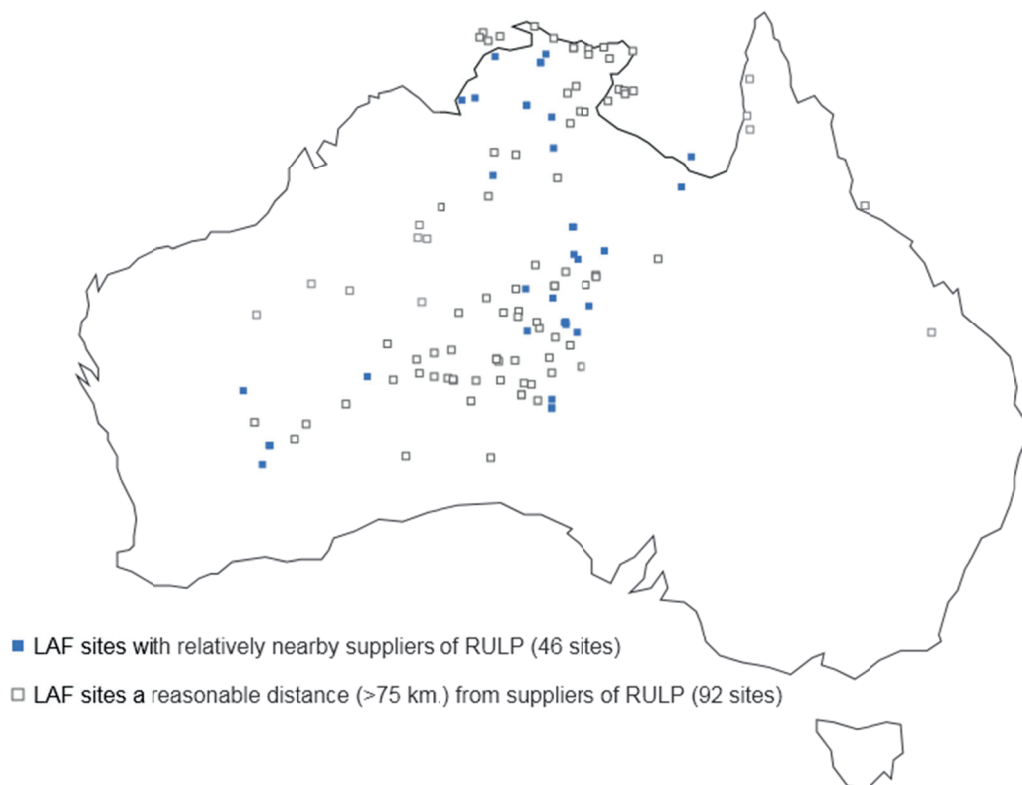 LAF sites with relatively nearby suppliers of RULP (46 sites)
LAF sites a reasonable distance (>75 km.) from suppliers of RULP (92 sites)